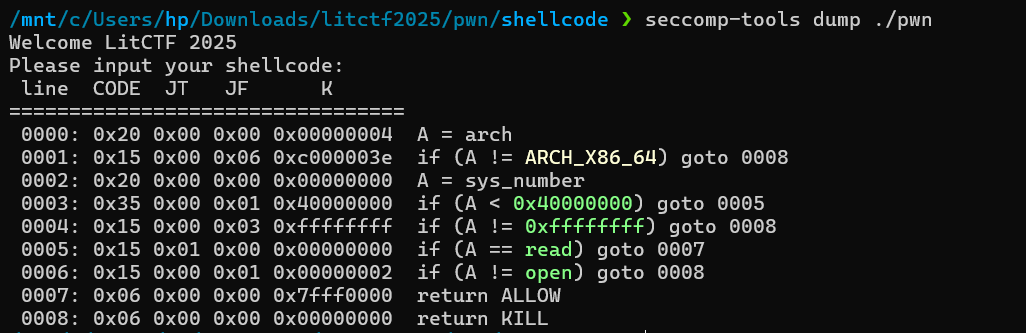 /mnt/c/Users/hp/Downloads/litctf2025/pwn/shellcode ❯ seccomp-tools dump ./pwn
Welcome LitCTF 2025
Please input your shellcode:
 line  CODE  JT   JF      K
=================================
 0000: 0x20 0x00 0x00 0x00000004  A = arch
 0001: 0x15 0x00 0x06 0xc000003e  if (A != ARCH_X86_64) goto 0008
 0002: 0x20 0x00 0x00 0x00000000  A = sys_number
 0003: 0x35 0x00 0x01 0x40000000  if (A < 0x40000000) goto 0005
 0004: 0x15 0x00 0x03 0xffffffff  if (A != 0xffffffff) goto 0008
 0005: 0x15 0x01 0x00 0x00000000  if (A == read) goto 0007
 0006: 0x15 0x00 0x01 0x00000002  if (A != open) goto 0008
 0007: 0x06 0x00 0x00 0x7fff0000  return ALLOW
 0008: 0x06 0x00 0x00 0x00000000  return KILL